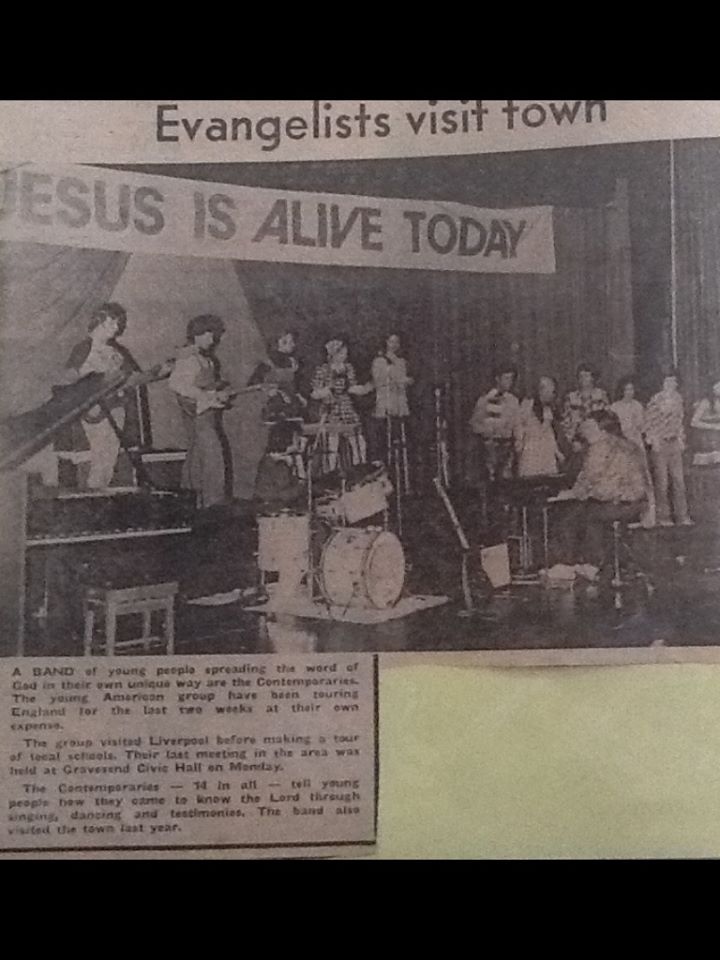 Evangelists visit town
JESUS IS ALIVE TODAY
A BAND of young people spreading the word of
God in their own unique way are the Contemporaries.
The young American group have been touring
England for the last two weeks at their own
expense.
The group visited Liverpool before making a tour
of local schools. Their last meeting in the area was
held at Gravesend Civic Hall on Monday.
The Contemporaries — 14 in all — tell young
people how they came to know the Lord through
singing, dancing and testimonies. The band also
visited the town last year.